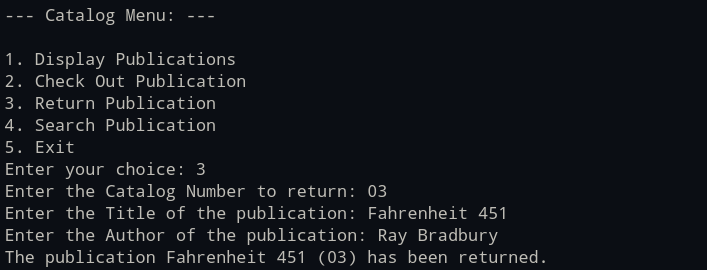 --- Catalog Menu: ---
1. Display Publications
2. Check Out Publication
3. Return Publication
4. Search Publication
5. Exit
Enter your choice: 3
Enter the Catalog Number to return: 03
Enter the Title of the publication: Fahrenheit 451
Enter the Author of the publication: Ray Bradbury
The publication Fahrenheit 451 (03) has been returned.